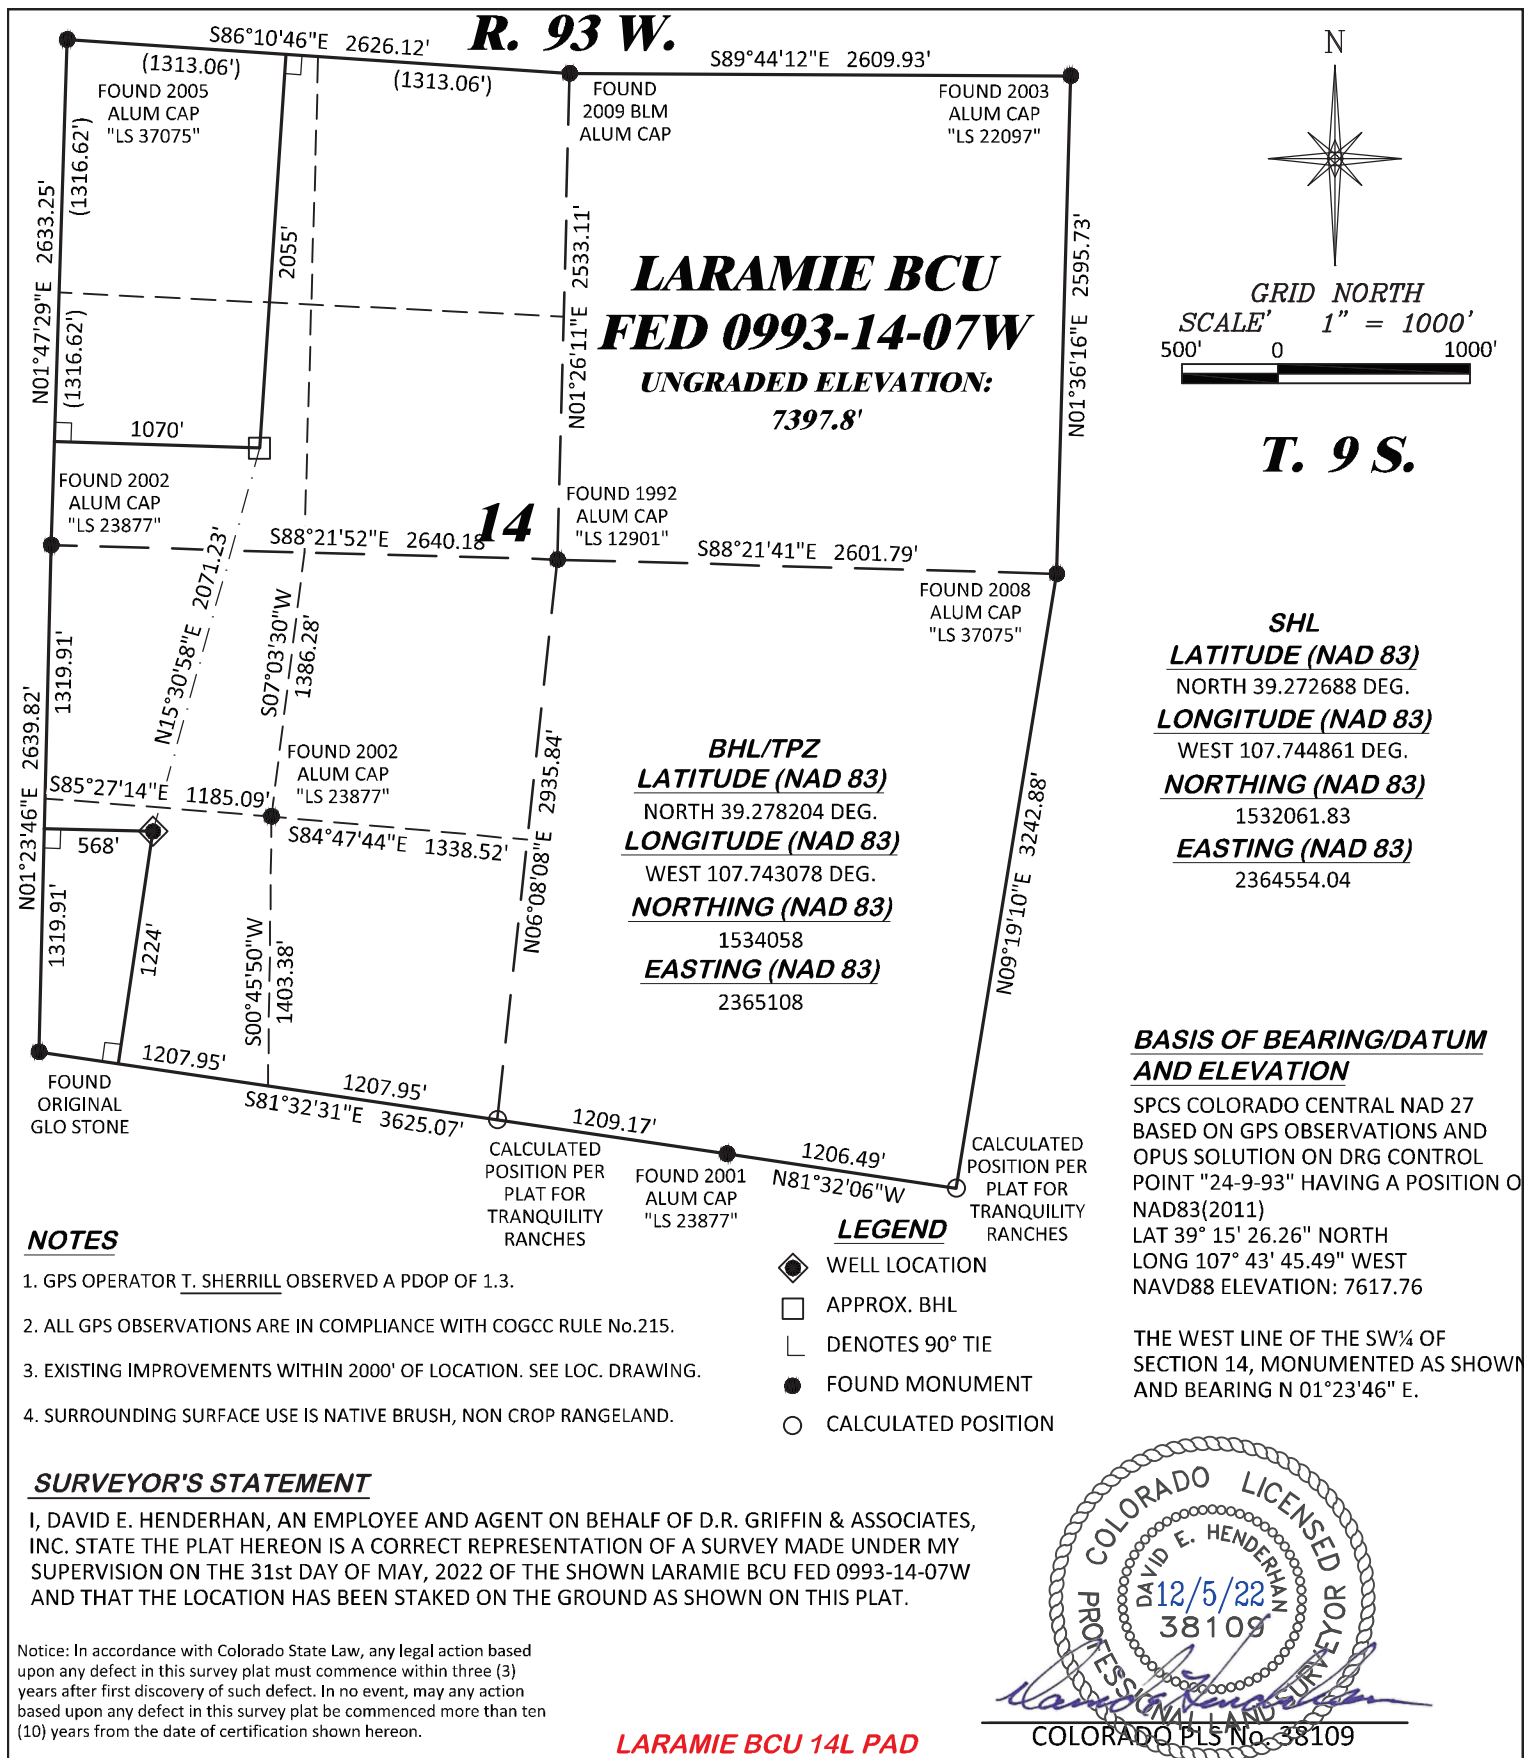 R. 93 W.
S86°10'46"E 2626.12'
(1313.06')
(1313.06')
S89°44'12"E 2609.93'
FOUND 2005
ALUM CAP
"LS 37075"
FOUND
2009 BLM
ALUM CAP
FOUND 2003
ALUM CAP
"LS 22097"
N
N01°47'29"E 2633.25'
(1316.62')
(1316.62')
2055'
N01°26'11"E 2533.11'
N01°36'16"E 2595.73'
LARAMIE BCU
FED 0993-14-07W
UNGRADED ELEVATION:
7397.8'
GRID NORTH
SCALE' 1" = 1000'
500' 0 1000'
T. 9 S.
1070'
FOUND 2002
ALUM CAP
"LS 23877"
14
FOUND 1992
ALUM CAP
"LS 12901"
S88°21'52"E 2640.18'
S88°21'41"E 2601.79'
FOUND 2008
ALUM CAP
"LS 37075"
N15°30'58"E 2071.23'
S07°03'30"W
1386.28'
N01°23'46"E 2639.82'
1319.91'
1319.91'
FOUND 2002
ALUM CAP
"LS 23877"
S85°27'14"E 1185.09'
S84°47'44"E 1338.52'
568'
1224'
S00°45'50"W
1403.38'
N06°08'08"E 2935.84'
N09°19'10"E 3242.88'
BHL/TPZ
LATITUDE (NAD 83)
NORTH 39.278204 DEG.
LONGITUDE (NAD 83)
WEST 107.743078 DEG.
NORTHING (NAD 83)
1534058
EASTING (NAD 83)
2365108
SHL
LATITUDE (NAD 83)
NORTH 39.272688 DEG.
LONGITUDE (NAD 83)
WEST 107.744861 DEG.
NORTHING (NAD 83)
1532061.83
EASTING (NAD 83)
2364554.04
1207.95'
1207.95'
S81°32'31"E 3625.07'
1209.17'
1206.49'
N81°32'06"W
FOUND
ORIGINAL
GLO STONE
CALCULATED
POSITION PER
PLAT FOR
TRANQUILITY
RANCHES
FOUND 2001
ALUM CAP
"LS 23877"
CALCULATED
POSITION PER
PLAT FOR
TRANQUILITY
RANCHES
BASIS OF BEARING/DATUM
AND ELEVATION
SPCS COLORADO CENTRAL NAD 27
BASED ON GPS OBSERVATIONS AND
OPUS SOLUTION ON DRG CONTROL
POINT "24-9-93" HAVING A POSITION O
NAD83(2011)
LAT 39° 15' 26.26" NORTH
LONG 107° 43' 45.49" WEST
NAVD88 ELEVATION: 7617.76
THE WEST LINE OF THE SW¼ OF
SECTION 14, MONUMENTED AS SHOWN
AND BEARING N 01°23'46" E.
NOTES
1. GPS OPERATOR T. SHERRILL OBSERVED A PDOP OF 1.3.
2. ALL GPS OBSERVATIONS ARE IN COMPLIANCE WITH COGCC RULE No.215.
3. EXISTING IMPROVEMENTS WITHIN 2000' OF LOCATION. SEE LOC. DRAWING.
4. SURROUNDING SURFACE USE IS NATIVE BRUSH, NON CROP RANGELAND.
LEGEND
WELL LOCATION
APPROX. BHL
DENOTES 90° TIE
FOUND MONUMENT
CALCULATED POSITION
SURVEYOR'S STATEMENT
I, DAVID E. HENDERHAN, AN EMPLOYEE AND AGENT ON BEHALF OF D.R. GRIFFIN & ASSOCIATES,
INC. STATE THE PLAT HEREON IS A CORRECT REPRESENTATION OF A SURVEY MADE UNDER MY
SUPERVISION ON THE 31st DAY OF MAY, 2022 OF THE SHOWN LARAMIE BCU FED 0993-14-07W
AND THAT THE LOCATION HAS BEEN STAKED ON THE GROUND AS SHOWN ON THIS PLAT.
Notice: In accordance with Colorado State Law, any legal action based
upon any defect in this survey plat must commence within three (3)
years after first discovery of such defect. In no event, may any action
based upon any defect in this survey plat be commenced more than ten
(10) years from the date of certification shown hereon.
LARAMIE BCU 14L PAD
COLORADO LICENSED
PROFESSIONAL LAND SURVEYOR
DAVID E. HENDERHAN
12/5/22
38109
David E Henderhan
COLORADO PLS No. 38109